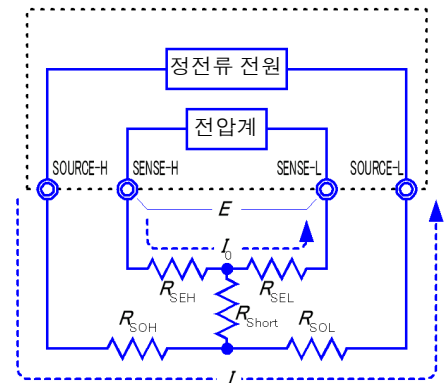 정전류 전원
전압계
SOURCE-H SENSE-H SENSE-L SOURCE-L
E
I0
RSEH RSEL
RShort
RSOH RSOL
I